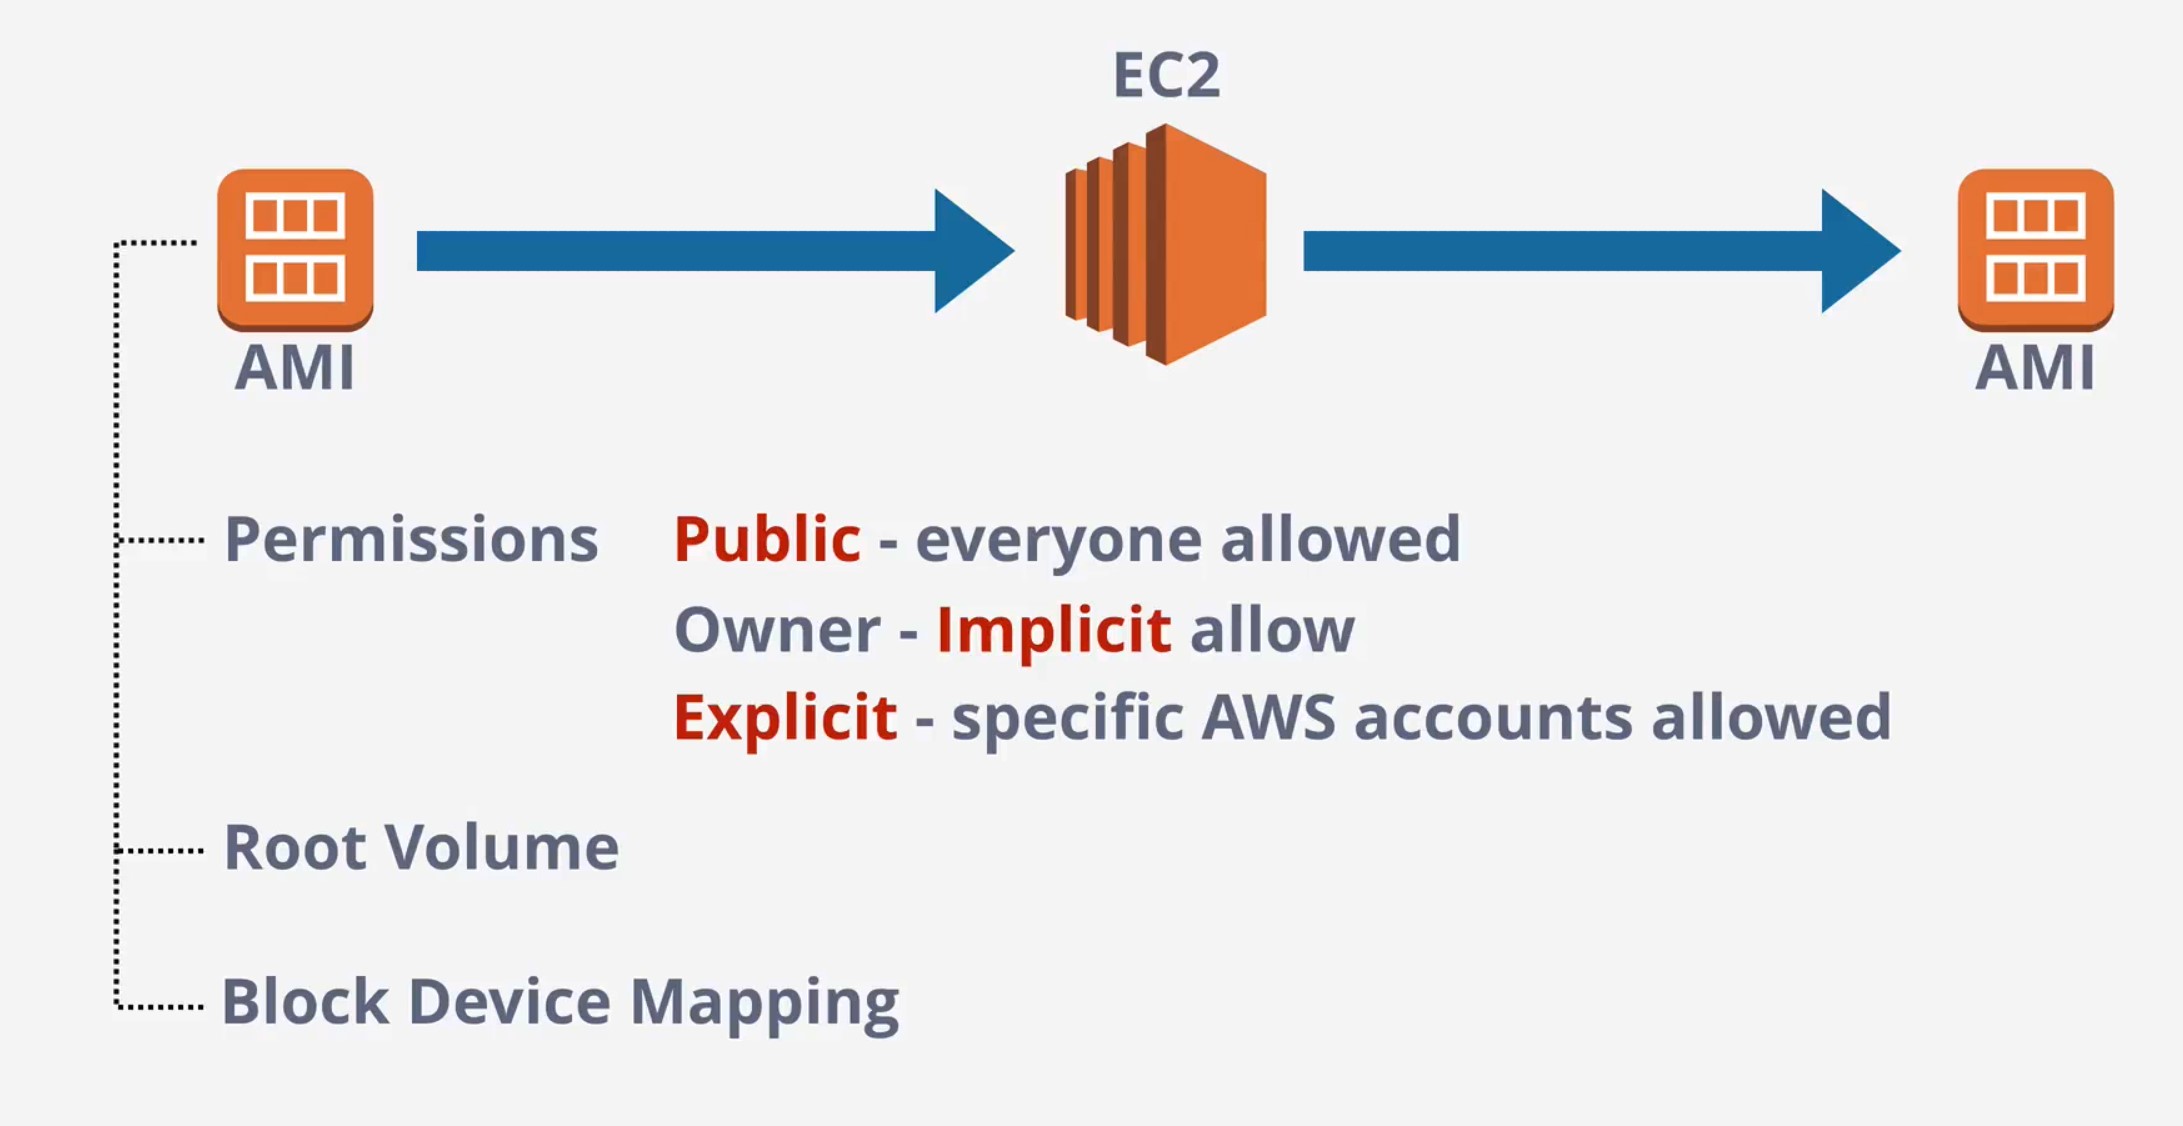 EC2
AMI
AMI
Permissions
Public - everyone allowed
Owner - Implicit allow
Explicit - specific AWS accounts allowed
Root Volume
Block Device Mapping